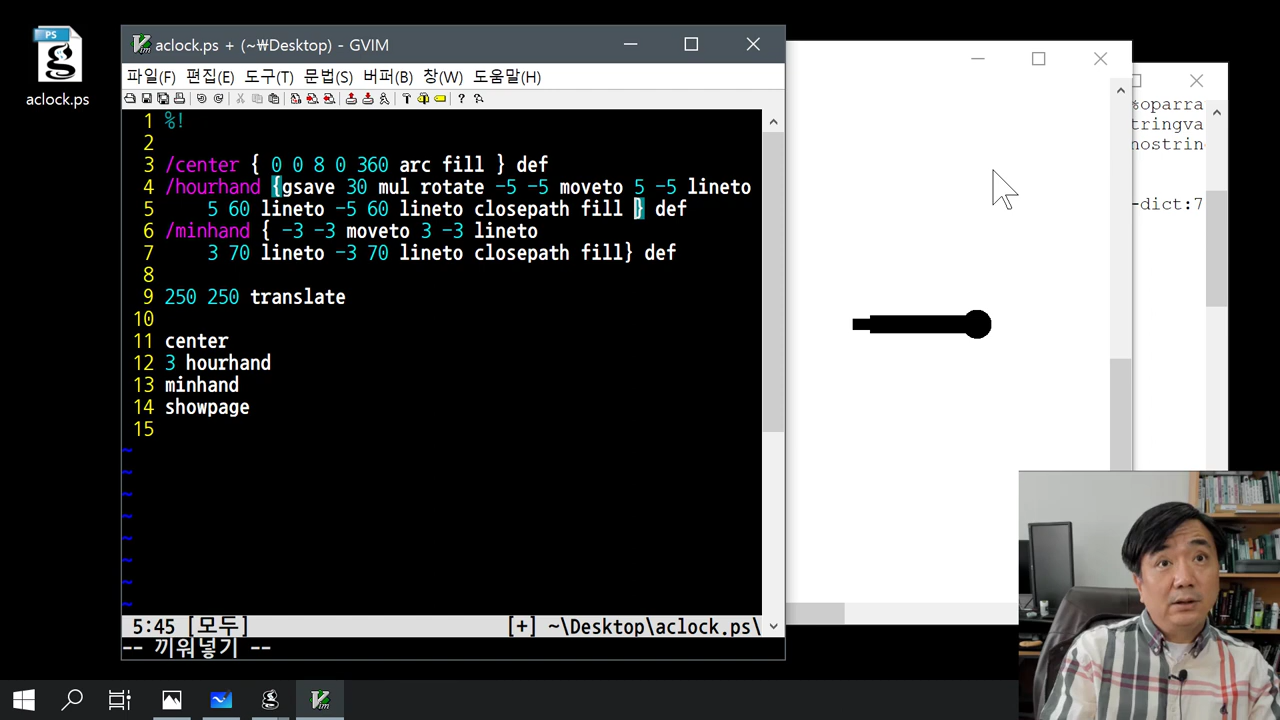 PS
aclock.ps
aclock.ps + (~₩Desktop) - GVIM
파일(F) 편집(E) 도구(T) 문법(S) 버퍼(B) 창(W) 도움말(H)
1 %!
2
3 /center { 0 0 8 0 360 arc fill } def
4 /hourhand {gsave 30 mul rotate -5 -5 moveto 5 -5 lineto
5 5 60 lineto -5 60 lineto closepath fill } def
6 /minhand { -3 -3 moveto 3 -3 lineto
7 3 70 lineto -3 70 lineto closepath fill} def
8
9 250 250 translate
10
11 center
12 3 hourhand
13 minhand
14 showpage
15
~
~
~
~
~
~
~
~
5:45 [모두] [+] ~\Desktop\aclock.ps\
-- 끼워넣기 --
%oparra
tringva
nostrin
-dict:7